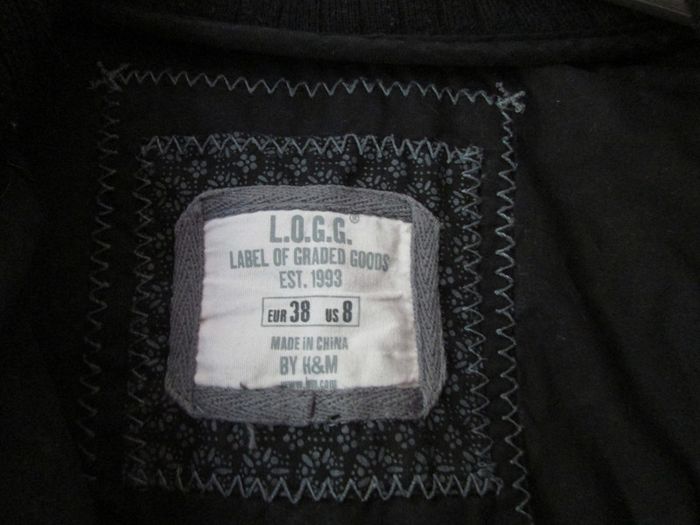 L.O.G.G.®
LABEL OF GRADED GOODS
EST. 1993
EUR 38 US 8
MADE IN CHINA
BY H&M